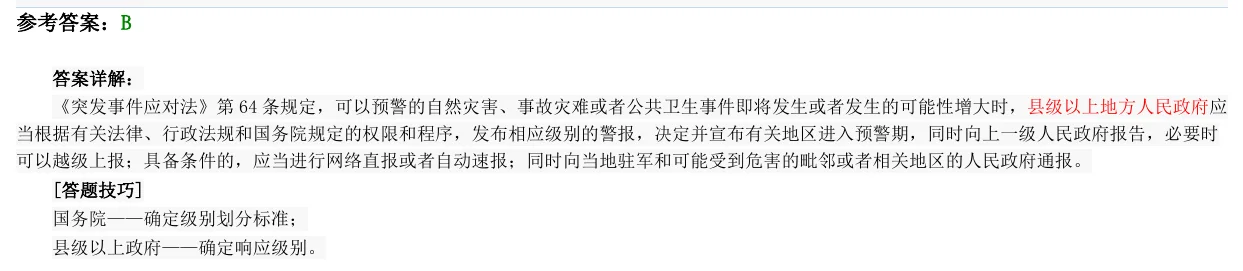 参考答案：B
答案详解：
《突发事件应对法》第 64 条规定，可以预警的自然灾害、事故灾难或者公共卫生事件即将发生或者发生的可能性增大时，县级以上地方人民政府应
当根据有关法律、行政法规和国务院规定的权限和程序，发布相应级别的警报，决定并宣布有关地区进入预警期，同时向上一级人民政府报告，必要时
可以越级上报；具备条件的，应当进行网络直报或者自动速报；同时向当地驻军和可能受到危害的毗邻或者相关地区的人民政府通报。
[答题技巧]
国务院——确定级别划分标准；
县级以上政府——确定响应级别。